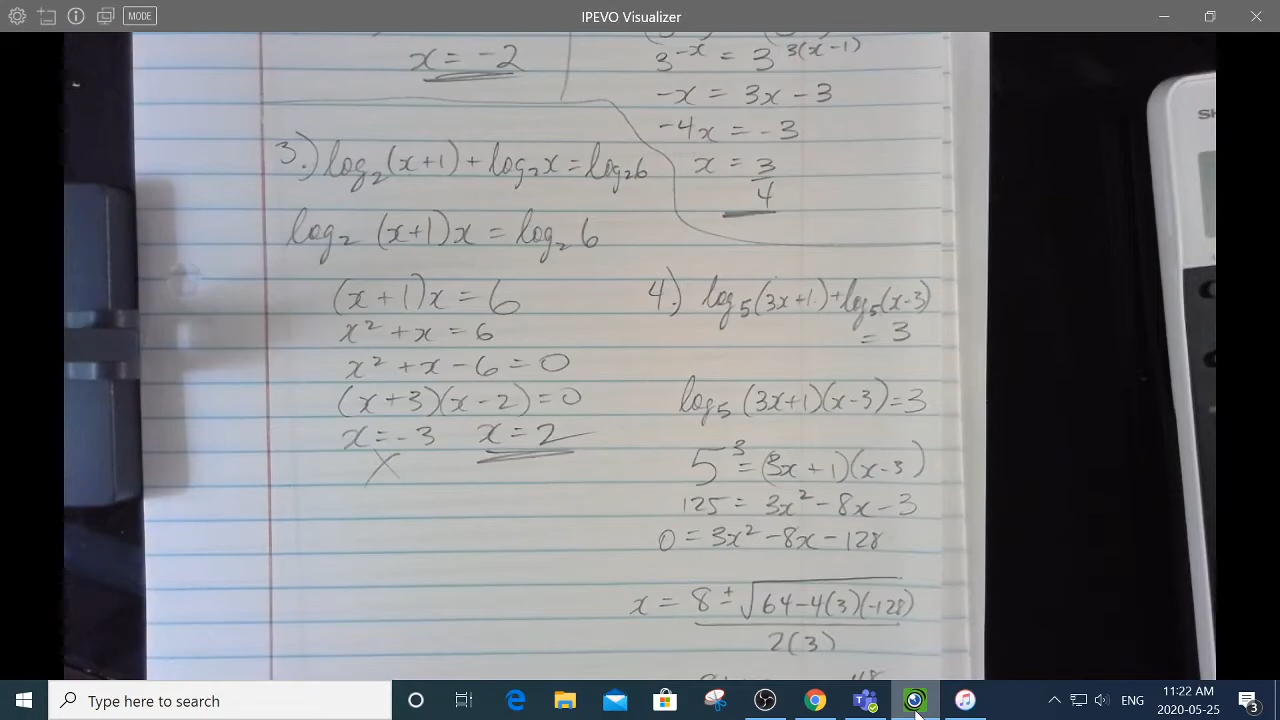 IPEVO Visualizer
MODE
x = -2
3^-x = 3^3(x-1)
-x = 3x - 3
-4x = -3
x = 3/4
3.) log₂(x+1) + log₂x = log₂6
log₂ (x+1)x = log₂ 6
(x+1)x = 6
x² + x = 6
x² + x - 6 = 0
(x+3)(x-2) = 0
x = -3 x = 2
X
4.) log₅(3x+1) + log₅(x-3)
= 3
log₅ (3x+1)(x-3) = 3
5³ = (3x+1)(x-3)
125 = 3x² - 8x - 3
0 = 3x² - 8x - 128
x = 8 ± √64-4(3)(-128)
2(3)
SH
Type here to search
ENG
11:22 AM
2020-05-25
3